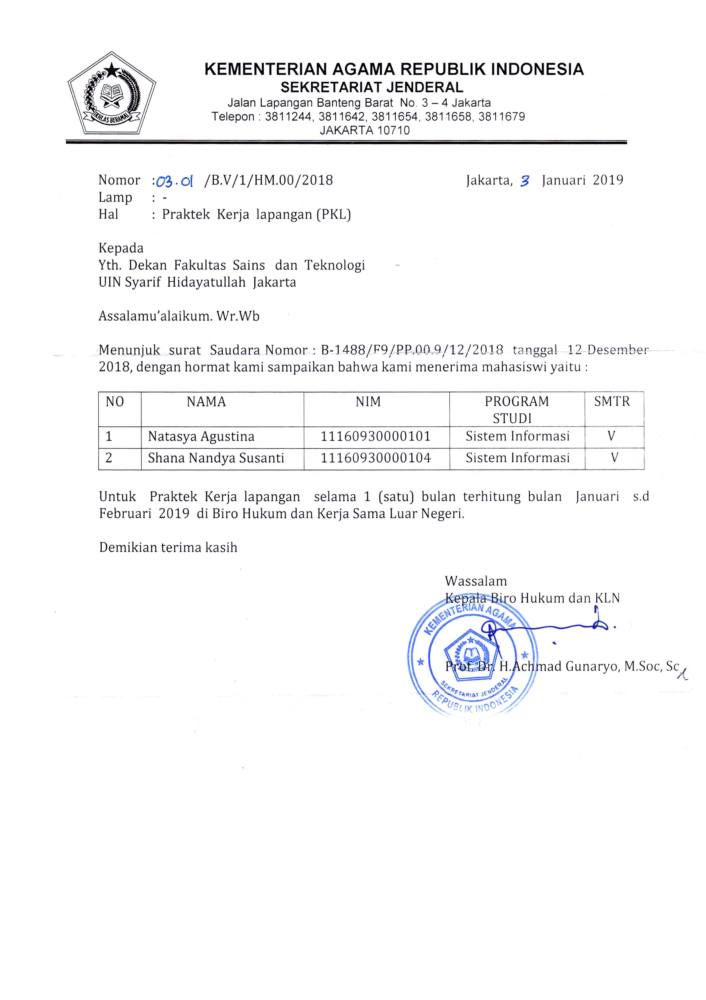 KEMENTERIAN AGAMA REPUBLIK INDONESIA
SEKRETARIAT JENDERAL
Jalan Lapangan Banteng Barat No. 3 – 4 Jakarta
Telepon : 3811244, 3811642, 3811654, 3811658, 3811679
JAKARTA 10710
IKHLAS BERAMAL
Nomor :03.01 /B.V/1/HM.00/2018 Jakarta, 3 Januari 2019
Lamp : -
Hal : Praktek Kerja lapangan (PKL)
Kepada
Yth. Dekan Fakultas Sains dan Teknologi
UIN Syarif Hidayatullah Jakarta
Assalamu’alaikum. Wr.Wb
Menunjuk surat Saudara Nomor : B-1488/F9/PP.00.9/12/2018 tanggal 12 Desember
2018, dengan hormat kami sampaikan bahwa kami menerima mahasiswi yaitu :
NO NAMA NIM PROGRAM STUDI SMTR
1 Natasya Agustina 11160930000101 Sistem Informasi V
2 Shana Nandya Susanti 11160930000104 Sistem Informasi V
Untuk Praktek Kerja lapangan selama 1 (satu) bulan terhitung bulan Januari s.d
Februari 2019 di Biro Hukum dan Kerja Sama Luar Negeri.
Demikian terima kasih
Wassalam
Kepala Biro Hukum dan KLN
KEMENTERIAN AGAMA
SEKRETARIAT JENDERAL
REPUBLIK INDONESIA
Prof. Dr. H.Achmad Gunaryo, M.Soc, Sc